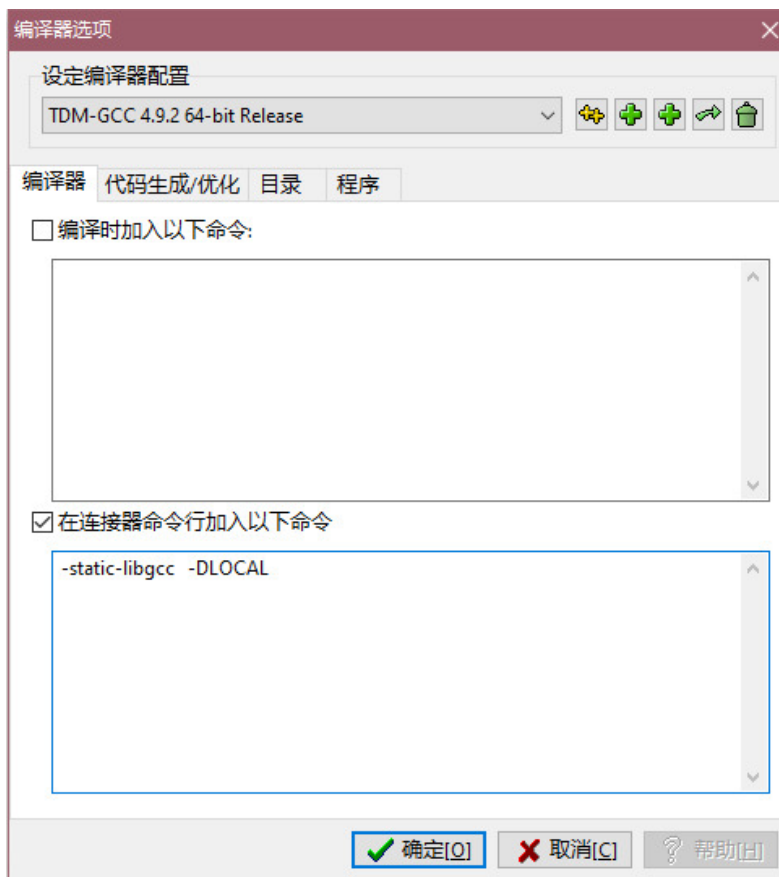 编译器选项
设定编译器配置
TDM-GCC 4.9.2 64-bit Release
编译器 代码生成/优化 目录 程序
编译时加入以下命令:
在连接器命令行加入以下命令
-static-libgcc -DLOCAL
确定[O] 取消[C] 帮助[H]